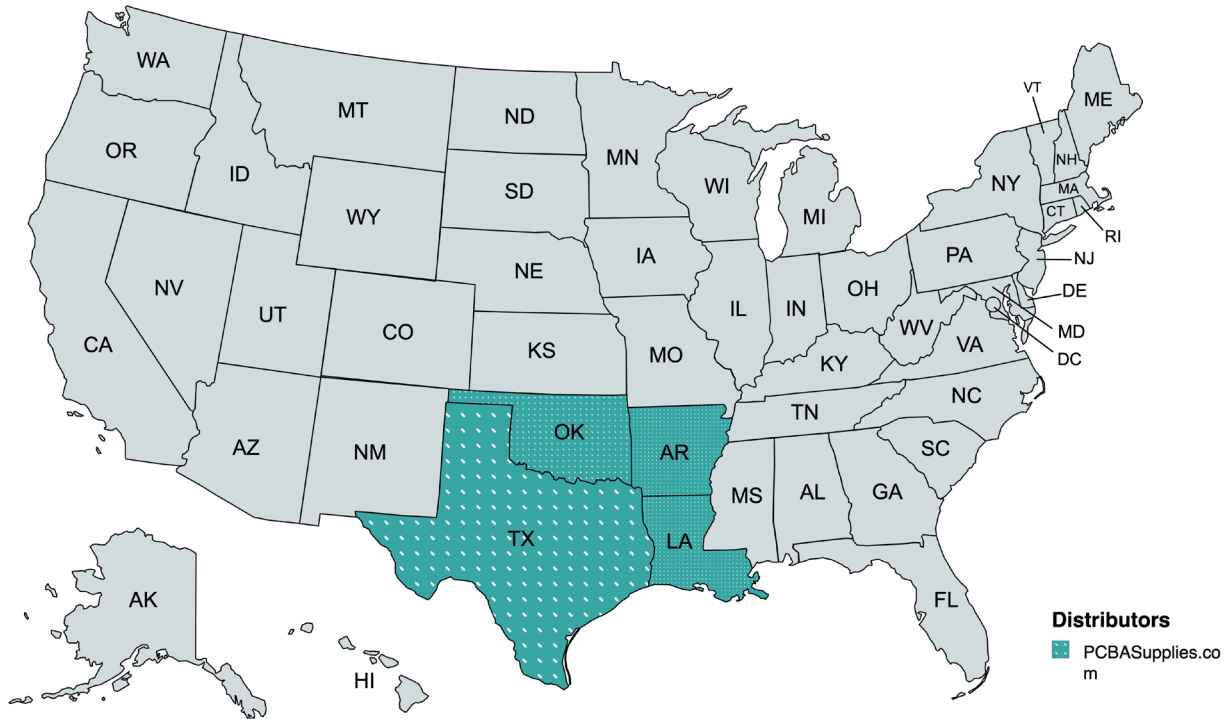 WA
MT
ND
MN
VT
ME
OR
ID
SD
WI
NH
WY
MI
NY
MA
CT
RI
NE
IA
PA
NJ
NV
UT
CO
IL
IN
OH
DE
CA
KS
MO
KY
WV
VA
MD
DC
AZ
NM
OK
AR
TN
NC
SC
TX
LA
MS
AL
GA
AK
HI
FL
Distributors
PCBASupplies.co
m